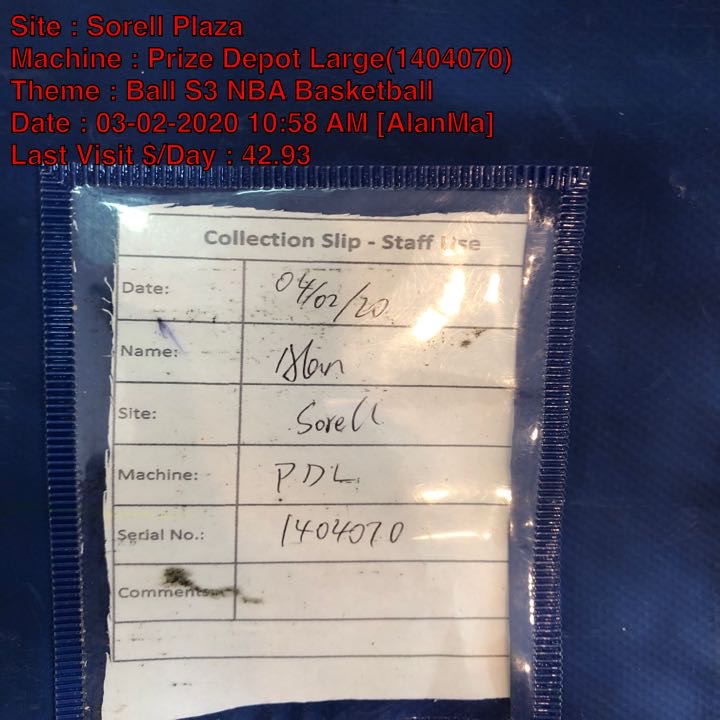 Site : Sorell Plaza
Machine : Prize Depot Large(1404070)
Theme : Ball S3 NBA Basketball
Date : 03-02-2020 10:58 AM [AlanMa]
Last Visit $/Day : 42.93
Collection Slip - Staff Use
Date: 04/02/20
Name: Alan
Site: Sorell
Machine: PDL
Serial No.: 1404070
Comments: